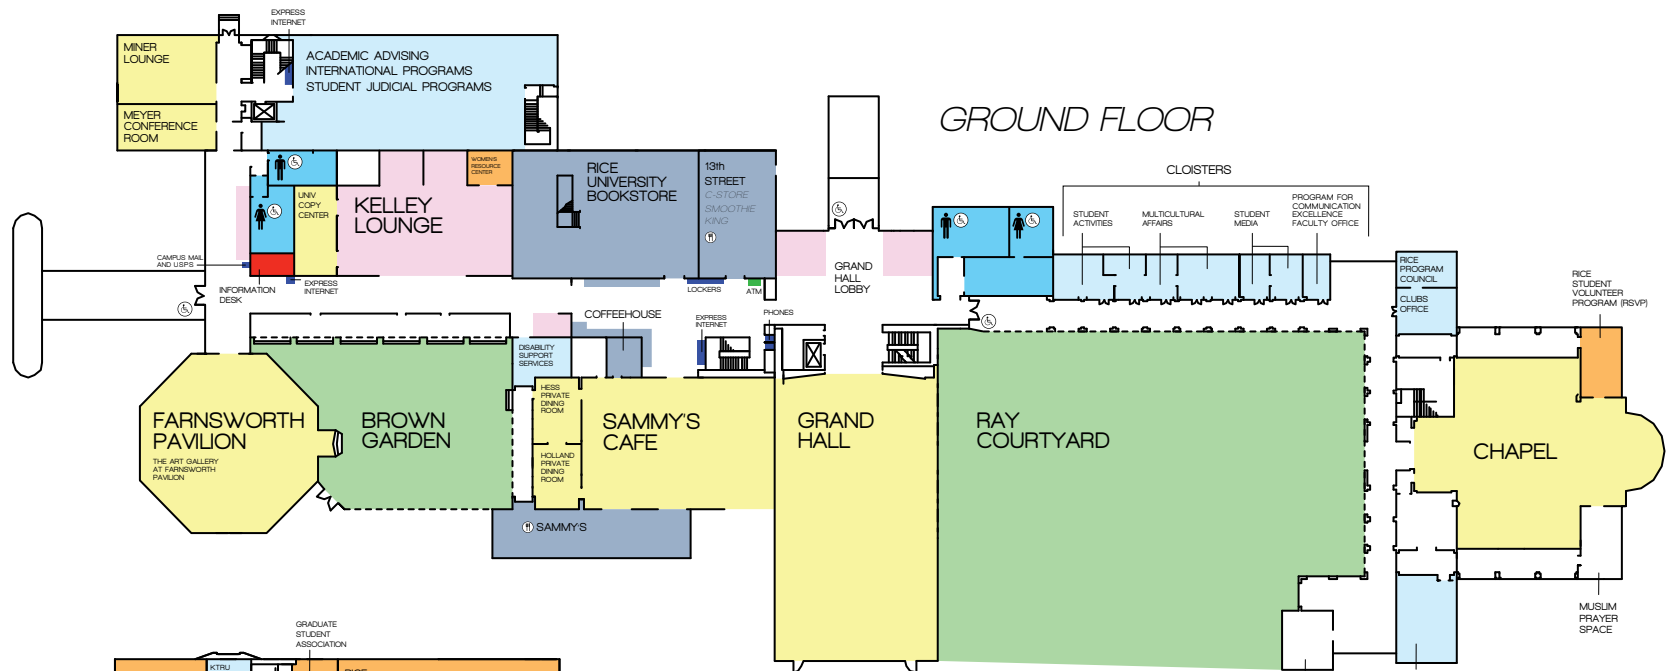 EXPRESS
INTERNET
MINER
LOUNGE
ACADEMIC ADVISING
INTERNATIONAL PROGRAMS
STUDENT JUDICIAL PROGRAMS
MEYER
CONFERENCE
ROOM
GROUND FLOOR
CLOISTERS
WOMEN'S
RESOURCE
CENTER
RICE
UNIVERSITY
BOOKSTORE
13th
STREET
C-STORE
SMOOTHIE
KING
UNIV
COPY
CENTER
KELLEY
LOUNGE
STUDENT
ACTIVITIES
MULTICULTURAL
AFFAIRS
STUDENT
MEDIA
PROGRAM FOR
COMMUNICATION
EXCELLENCE
FACULTY OFFICE
CAMPUS MAIL
AND USPS
INFORMATION
DESK
EXPRESS
INTERNET
LOCKERS
ATM
GRAND
HALL
LOBBY
RICE
PROGRAM
COUNCIL
CLUBS
OFFICE
RICE
STUDENT
VOLUNTEER
PROGRAM (RSVP)
COFFEEHOUSE
EXPRESS
INTERNET
PHONES
DISABILITY
SUPPORT
SERVICES
FARNSWORTH
PAVILION
THE ART GALLERY
AT FARNSWORTH
PAVILION
BROWN
GARDEN
HESS
PRIVATE
DINING
ROOM
HOLLAND
PRIVATE
DINING
ROOM
SAMMY'S
CAFE
GRAND
HALL
RAY
COURTYARD
CHAPEL
SAMMY'S
MUSLIM
PRAYER
SPACE
GRADUATE
STUDENT
ASSOCIATION
KTRU
RICE